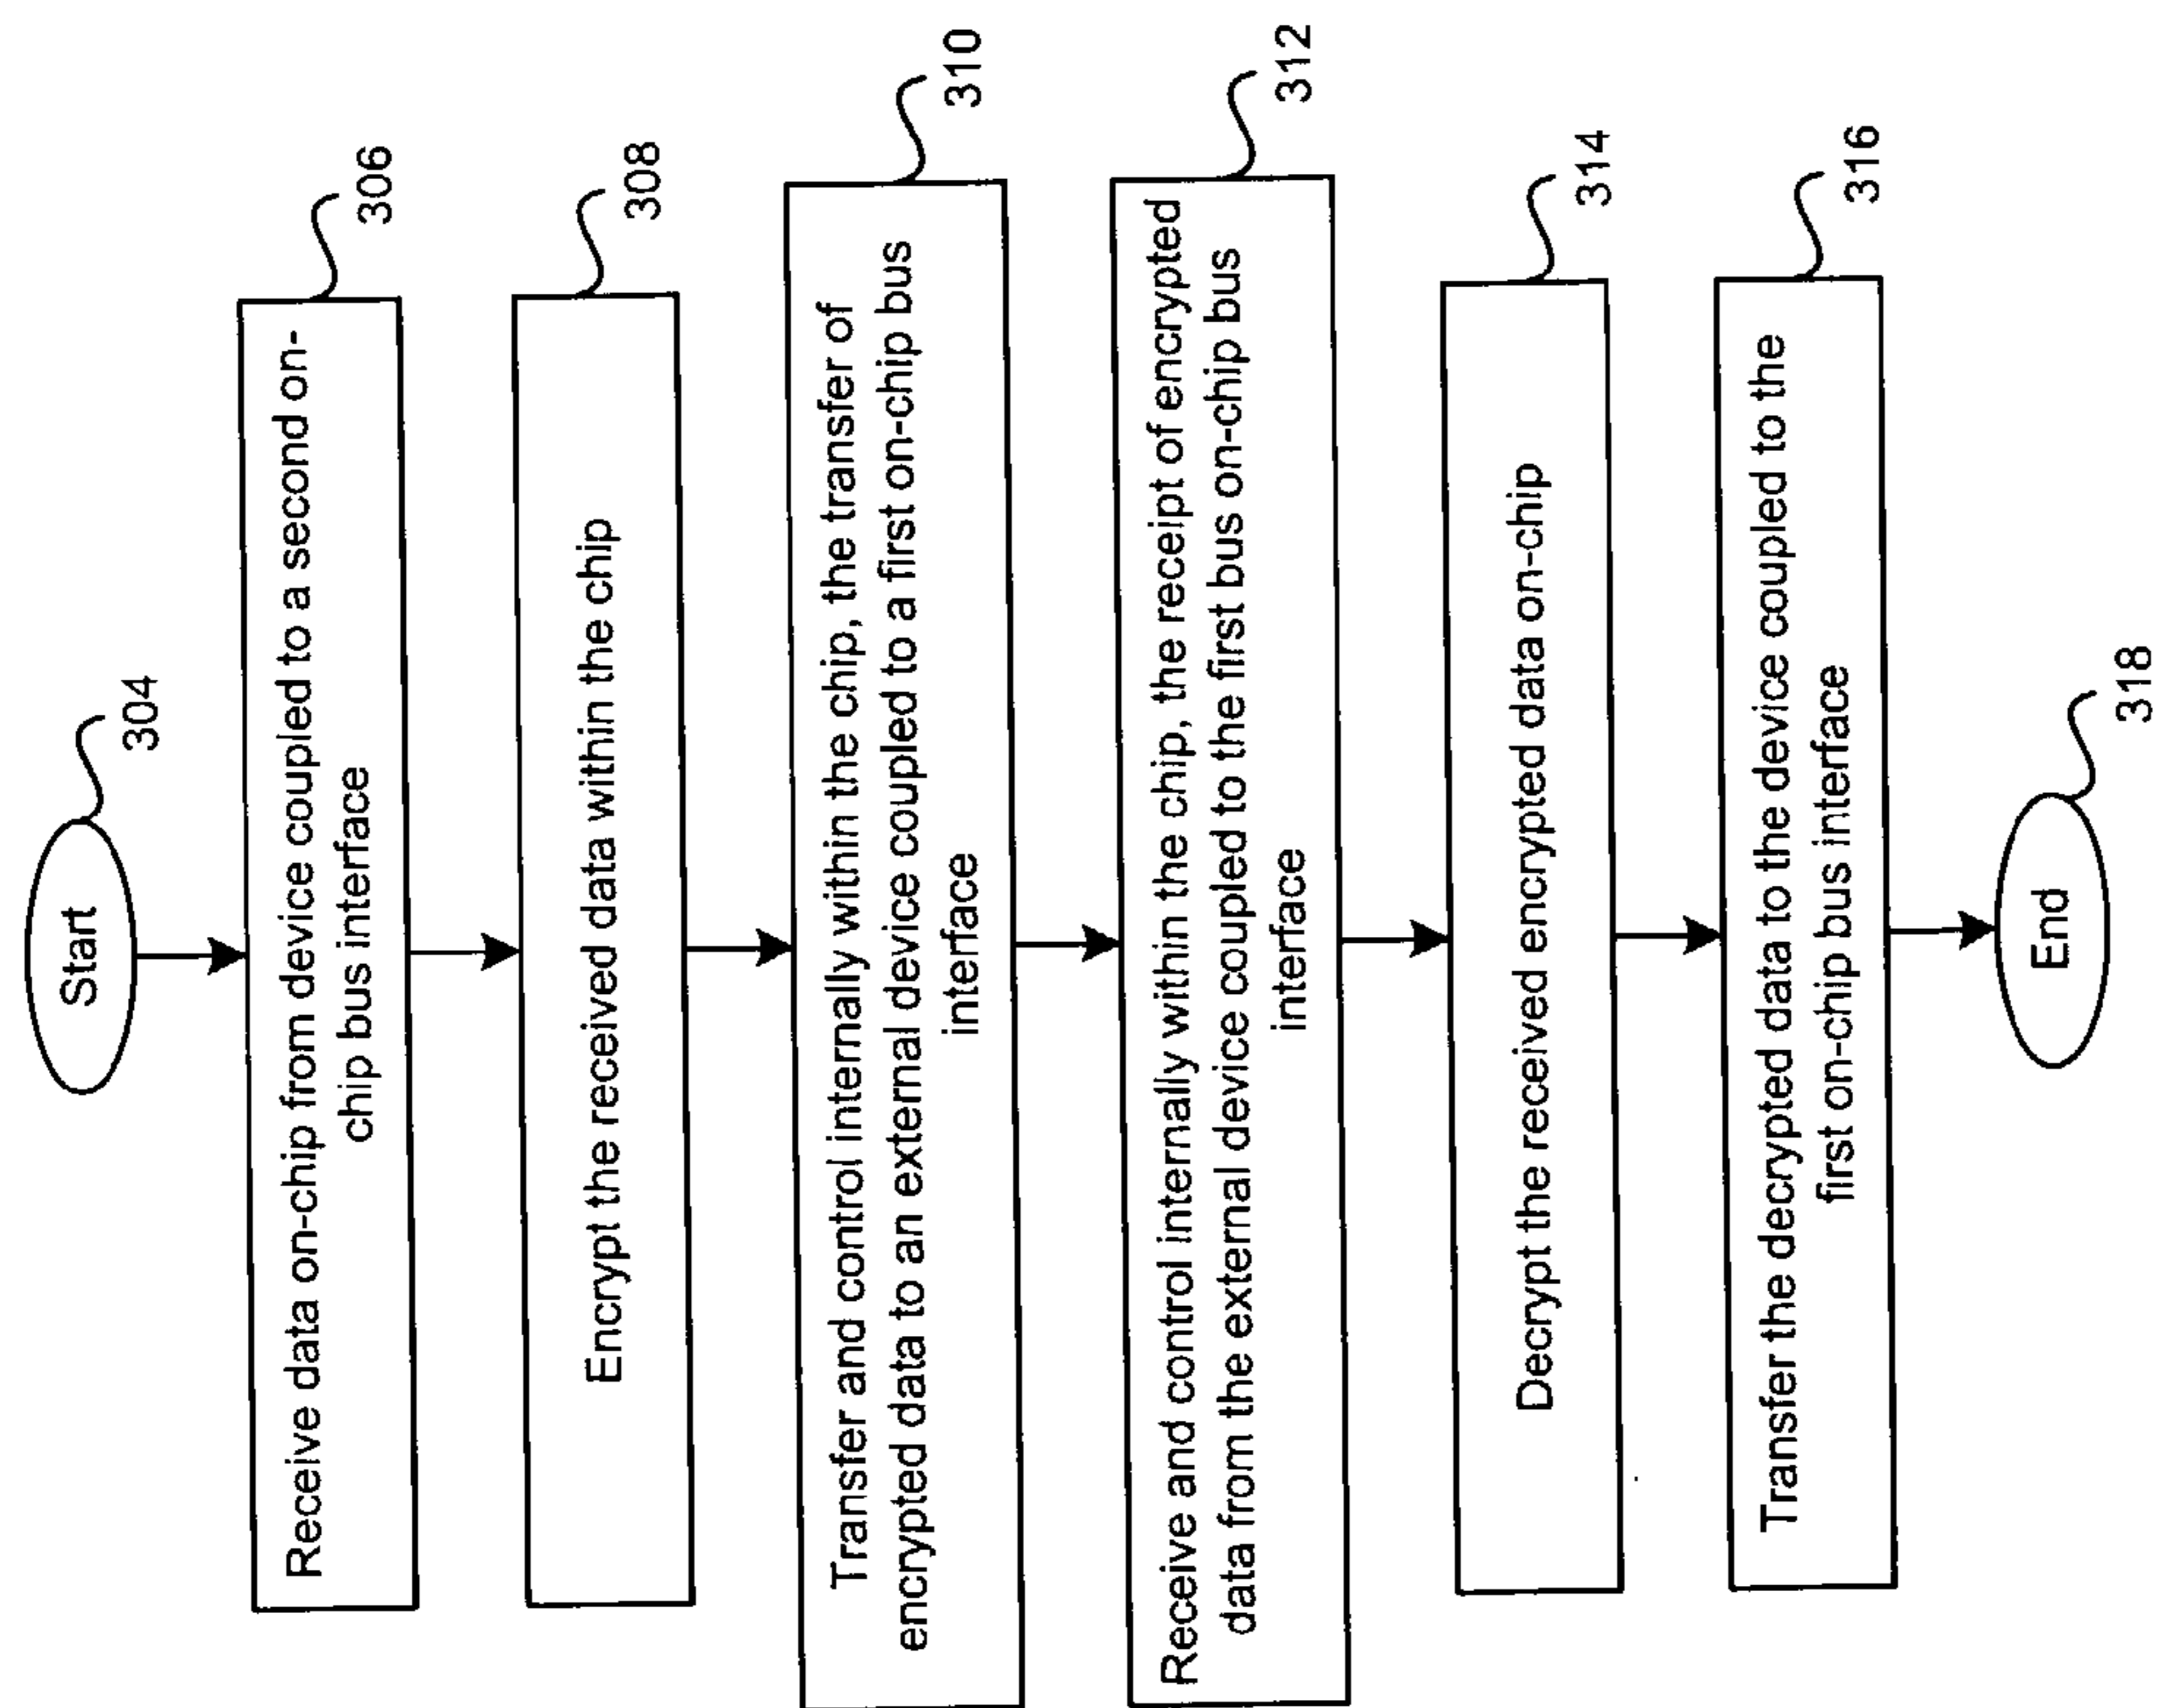 Start
304
Receive data on-chip from device coupled to a second on-
chip bus interface
306
Encrypt the received data within the chip
308
Transfer and control internally within the chip, the transfer of
encrypted data to an external device coupled to a first on-chip bus
interface
310
Receive and control internally within the chip, the receipt of encrypted
data from the external device coupled to the first bus on-chip bus
interface
312
Decrypt the received encrypted data on-chip
314
Transfer the decrypted data to the device coupled to the
first on-chip bus interface
316
End
318